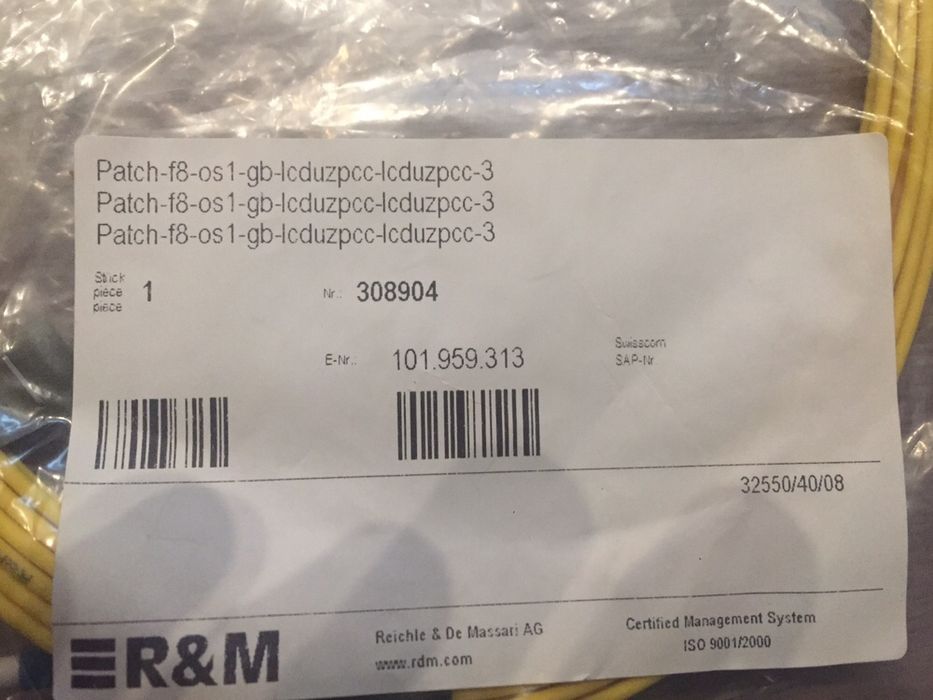 Patch-f8-os1-gb-lcduzpcc-lcduzpcc-3
Patch-f8-os1-gb-lcduzpcc-lcduzpcc-3
Patch-f8-os1-gb-lcduzpcc-lcduzpcc-3
Stück
pièce 1 Nr.: 308904
pièce
E-Nr.: 101.959.313
Swisscom
SAP-Nr.
32550/40/08
R&M
Reichle & De Massari AG
www.rdm.com
Certified Management System
ISO 9001/2000